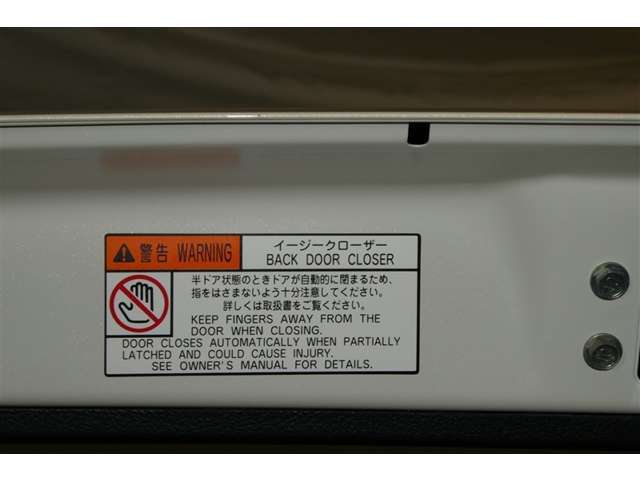 警告 WARNING
イージークローザー
BACK DOOR CLOSER
半ドア状態のときドアが自動的に閉まるため、
指をはさまないよう十分注意してください。
詳しくは取扱書をご覧ください。
KEEP FINGERS AWAY FROM THE
DOOR WHEN CLOSING.
DOOR CLOSES AUTOMATICALLY WHEN PARTIALLY
LATCHED AND COULD CAUSE INJURY.
SEE OWNER'S MANUAL FOR DETAILS.